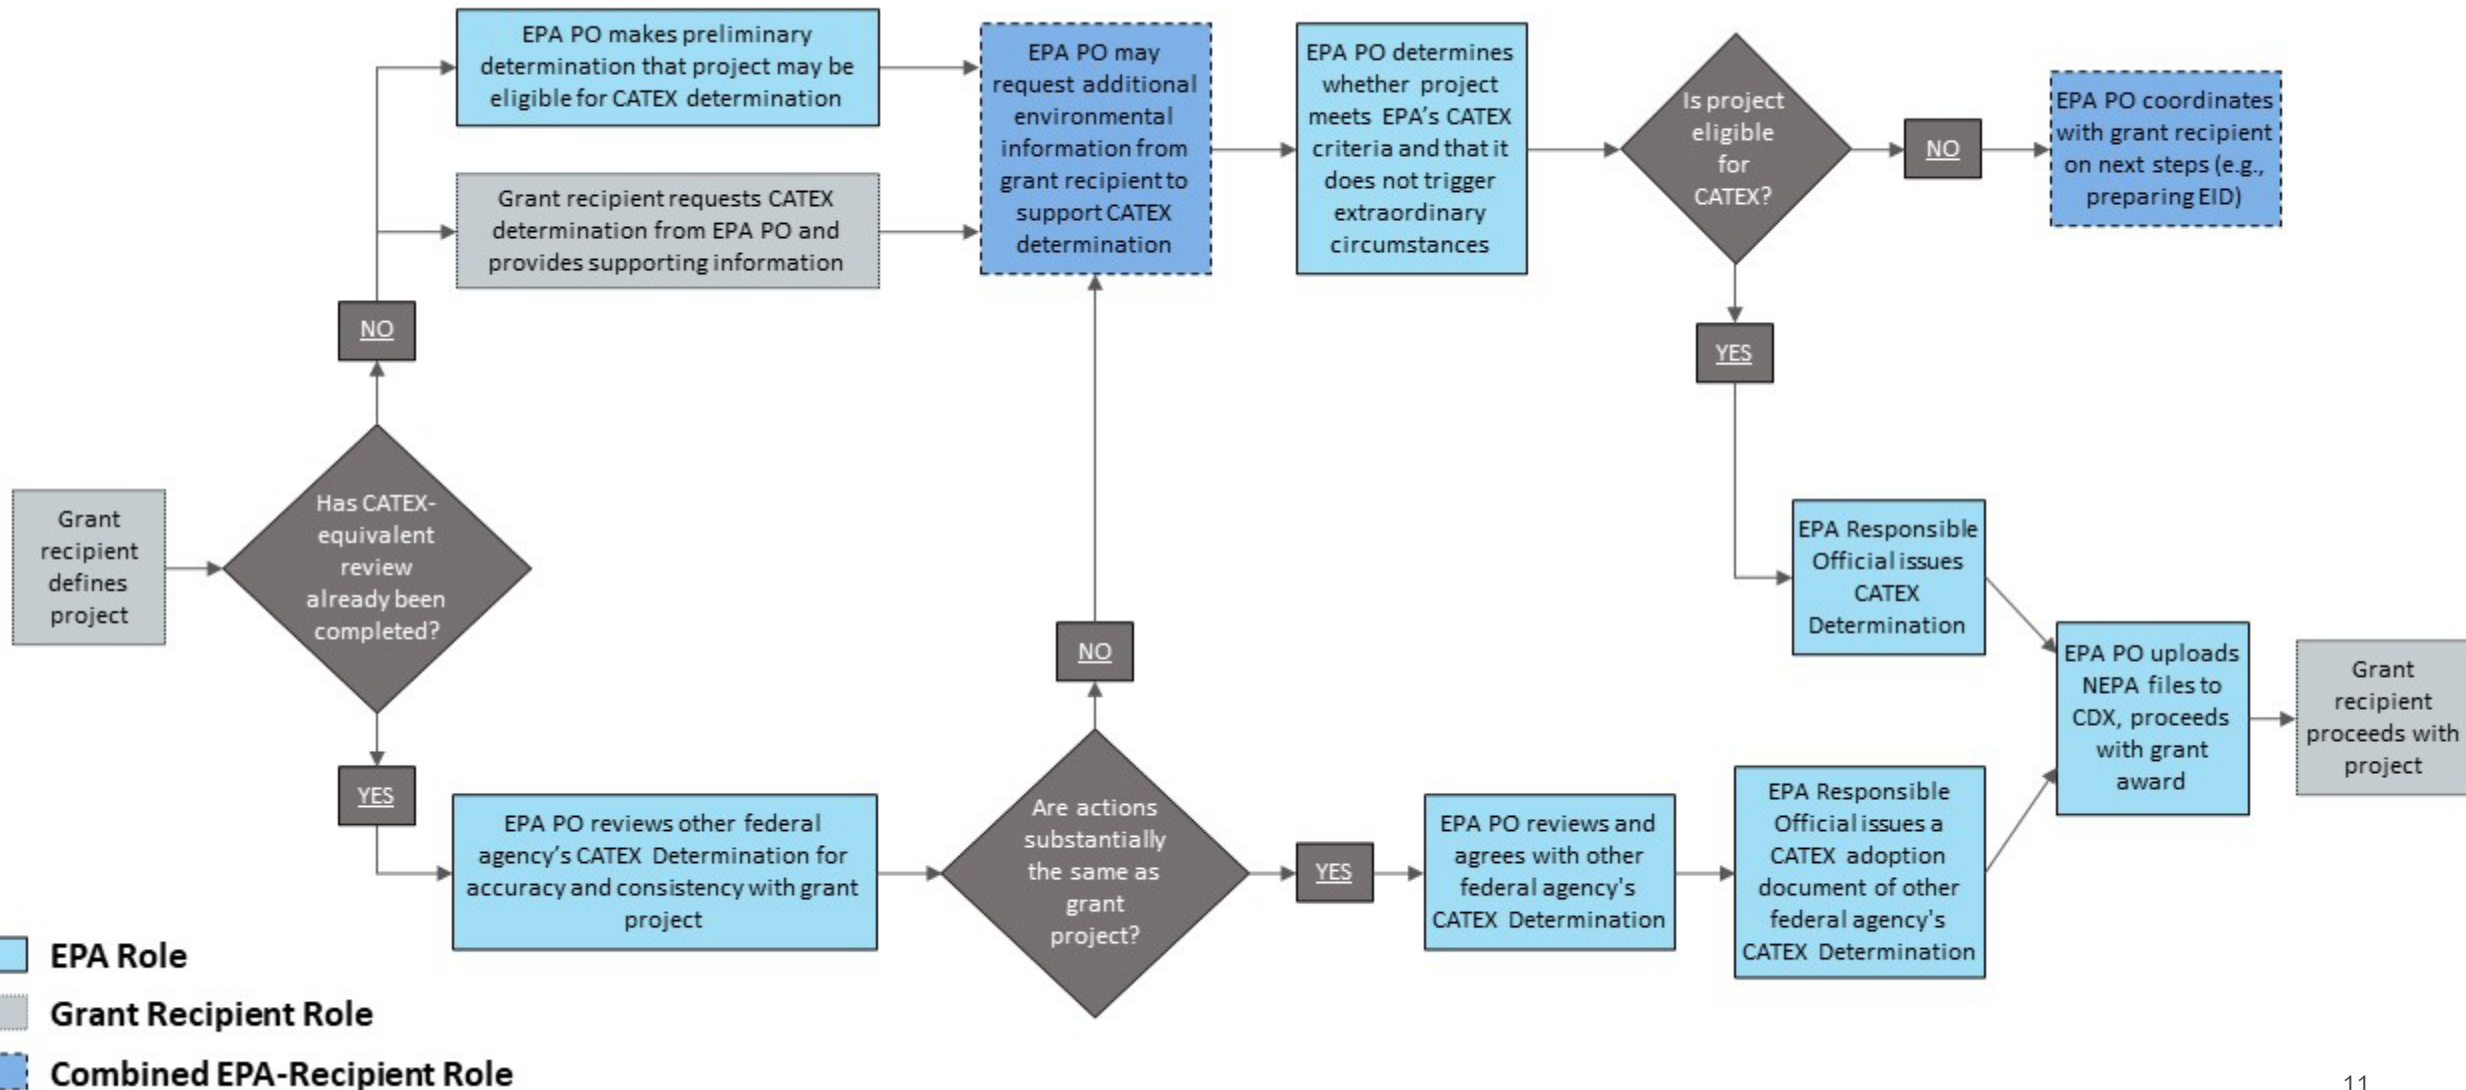 EPA PO makes preliminary
determination that project may be
eligible for CATEX determination
Grant recipient requests CATEX
determination from EPA PO and
provides supporting information
EPA PO may
request additional
environmental
information from
grant recipient to
support CATEX
determination
EPA PO determines
whether project
meets EPA's CATEX
criteria and that it
does not trigger
extraordinary
circumstances
Is project
eligible
for
CATEX?
NO
EPA PO coordinates
with grant recipient
on next steps (e.g.,
preparing EID)
NO
YES
Grant
recipient
defines
project
Has CATEX-
equivalent
review
already been
completed?
EPA Responsible
Official issues
CATEX
Determination
NO
EPA PO uploads
NEPA files to
CDX, proceeds
with grant
award
Grant
recipient
proceeds with
project
YES
EPA PO reviews other federal
agency's CATEX Determination for
accuracy and consistency with grant
project
Are actions
substantially
the same as
grant
project?
YES
EPA PO reviews and
agrees with other
federal agency's
CATEX Determination
EPA Responsible
Official issues a
CATEX adoption
document of other
federal agency's
CATEX Determination
EPA Role
Grant Recipient Role
Combined EPA-Recipient Role
11